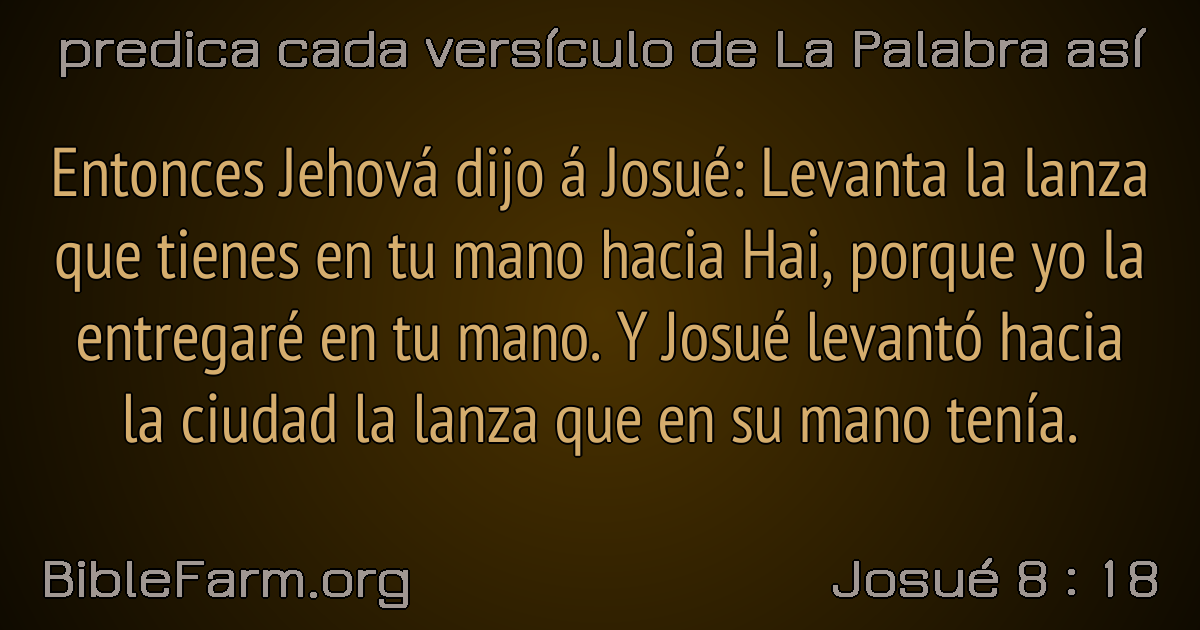 predica cada versículo de La Palabra así
Entonces Jehová dijo á Josué: Levanta la lanza
que tienes en tu mano hacia Hai, porque yo la
entregaré en tu mano. Y Josué levantó hacia
la ciudad la lanza que en su mano tenía.
BibleFarm.org
Josué 8 : 18